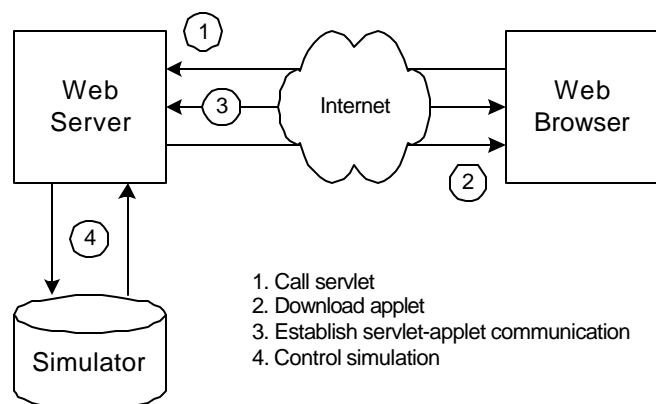 1
Web
Server
3
Internet
Web
Browser
2
4
Simulator
1. Call servlet
2. Download applet
3. Establish servlet-applet communication
4. Control simulation